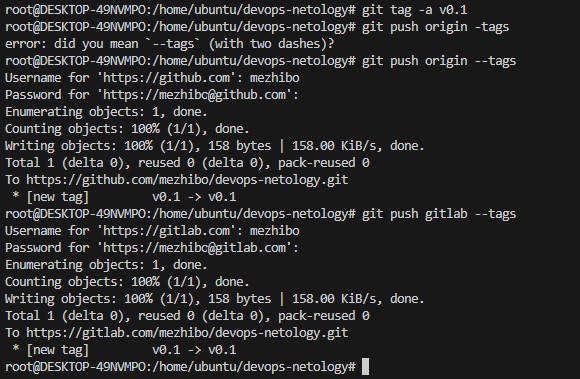 root@DESKTOP-49NVMPO:/home/ubuntu/devops-netology# git tag -a v0.1
root@DESKTOP-49NVMPO:/home/ubuntu/devops-netology# git push origin -tags
error: did you mean `--tags` (with two dashes)?
root@DESKTOP-49NVMPO:/home/ubuntu/devops-netology# git push origin --tags
Username for 'https://github.com': mezhibo
Password for 'https://mezhibo@github.com':
Enumerating objects: 1, done.
Counting objects: 100% (1/1), done.
Writing objects: 100% (1/1), 158 bytes | 158.00 KiB/s, done.
Total 1 (delta 0), reused 0 (delta 0), pack-reused 0
To https://github.com/mezhibo/devops-netology.git
 * [new tag]         v0.1 -> v0.1
root@DESKTOP-49NVMPO:/home/ubuntu/devops-netology# git push gitlab --tags
Username for 'https://gitlab.com': mezhibo
Password for 'https://mezhibo@gitlab.com':
Enumerating objects: 1, done.
Counting objects: 100% (1/1), done.
Writing objects: 100% (1/1), 158 bytes | 158.00 KiB/s, done.
Total 1 (delta 0), reused 0 (delta 0), pack-reused 0
To https://gitlab.com/mezhibo/devops-netology.git
 * [new tag]         v0.1 -> v0.1
root@DESKTOP-49NVMPO:/home/ubuntu/devops-netology#